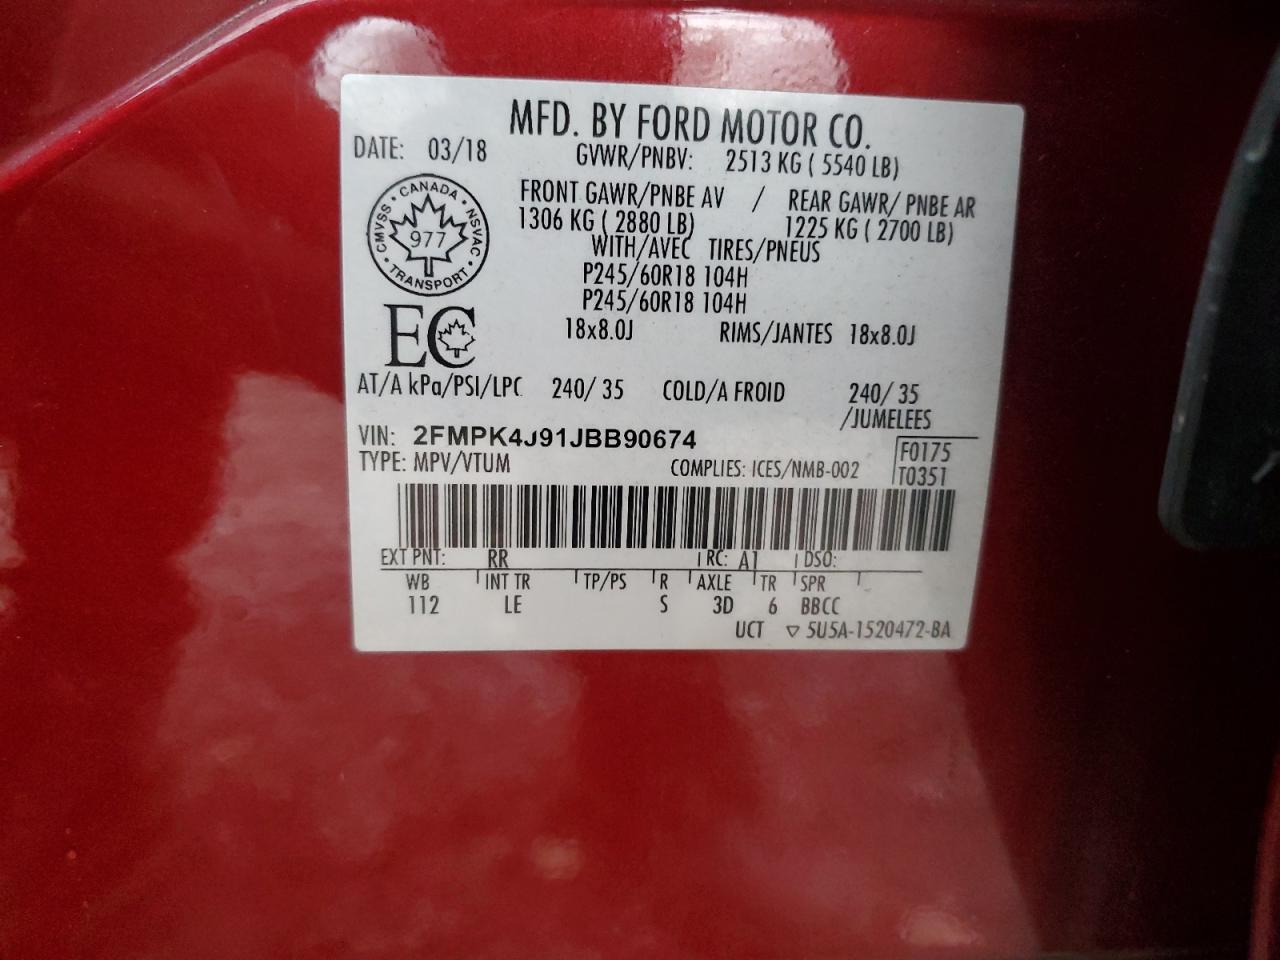 MFD. BY FORD MOTOR CO.
DATE: 03/18 GVWR/PNBV: 2513 KG ( 5540 LB)
FRONT GAWR/PNBE AV / REAR GAWR/ PNBE AR
1306 KG ( 2880 LB) 1225 KG ( 2700 LB)
WITH/AVEC TIRES/PNEUS
P245/60R18 104H
P245/60R18 104H
18x8.0J RIMS/JANTES 18x8.0J
CANADA · NSVAC · TRANSPORT · CMVSS
977
EC
AT/A kPa/PSI/LPC 240/ 35 COLD/A FROID 240/ 35
/JUMELEES
VIN: 2FMPK4J91JBB90674
TYPE: MPV/VTUM COMPLIES: ICES/NMB-002
F0175
T0351
EXT PNT: RR RC: A1 DSO:
WB INT TR TP/PS R AXLE TR SPR
112 LE S 3D 6 BBCC
UCT ▽ 5U5A-1520472-BA